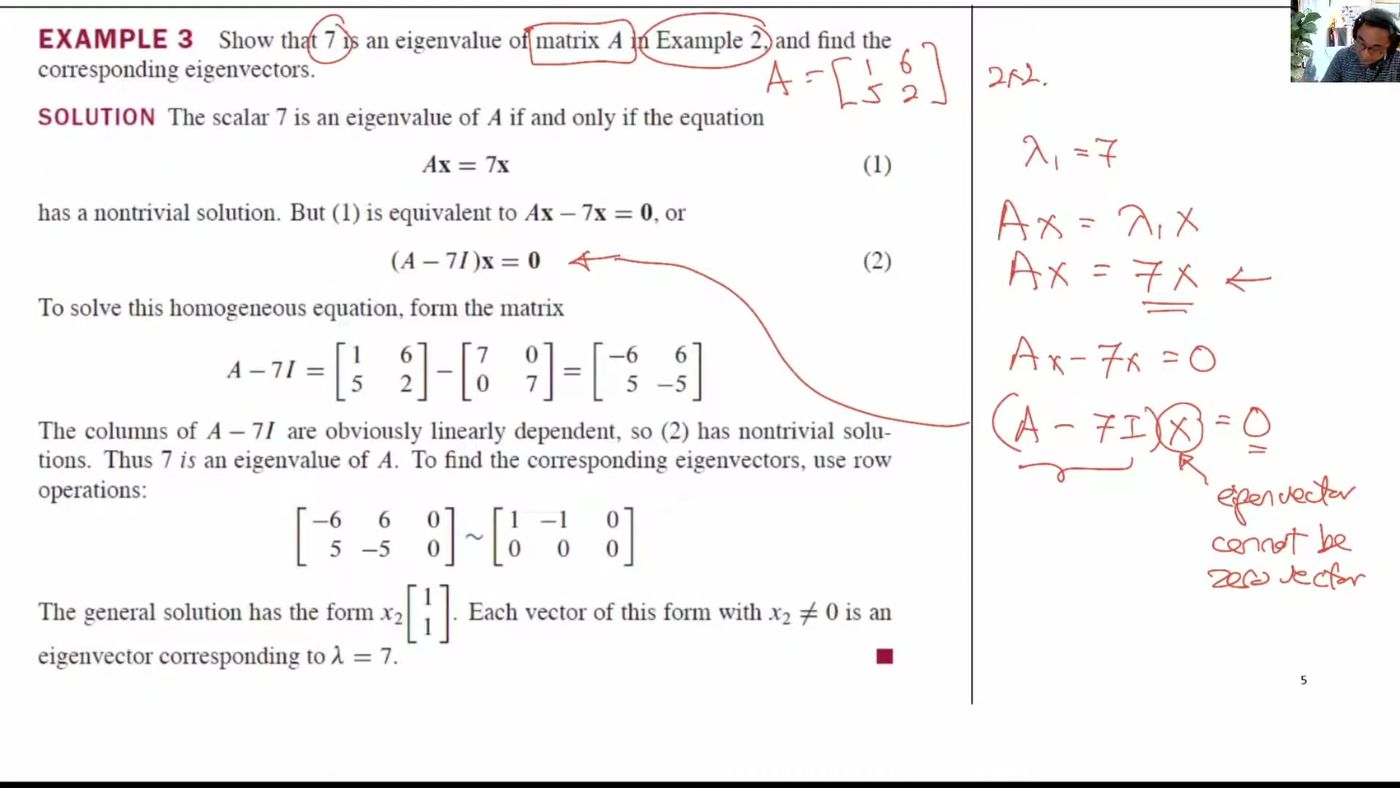 EXAMPLE 3 Show that 7 is an eigenvalue of matrix A in Example 2, and find the
corresponding eigenvectors.
A = [1 6
5 2]
SOLUTION The scalar 7 is an eigenvalue of A if and only if the equation
Ax = 7x (1)
has a nontrivial solution. But (1) is equivalent to Ax − 7x = 0, or
(A − 7I)x = 0 (2)
To solve this homogeneous equation, form the matrix
A − 7I = [1 6; 5 2] − [7 0; 0 7] = [−6 6; 5 −5]
The columns of A − 7I are obviously linearly dependent, so (2) has nontrivial solu-
tions. Thus 7 is an eigenvalue of A. To find the corresponding eigenvectors, use row
operations:
[−6 6 0; 5 −5 0] ~ [1 −1 0; 0 0 0]
The general solution has the form x₂[1; 1]. Each vector of this form with x₂ ≠ 0 is an
eigenvector corresponding to λ = 7.
2×2.
λ₁ = 7
Ax = λ₁x
Ax = 7x ←
Ax − 7x = 0
(A − 7I)x = 0
eigenvector
cannot be
zero vector
5